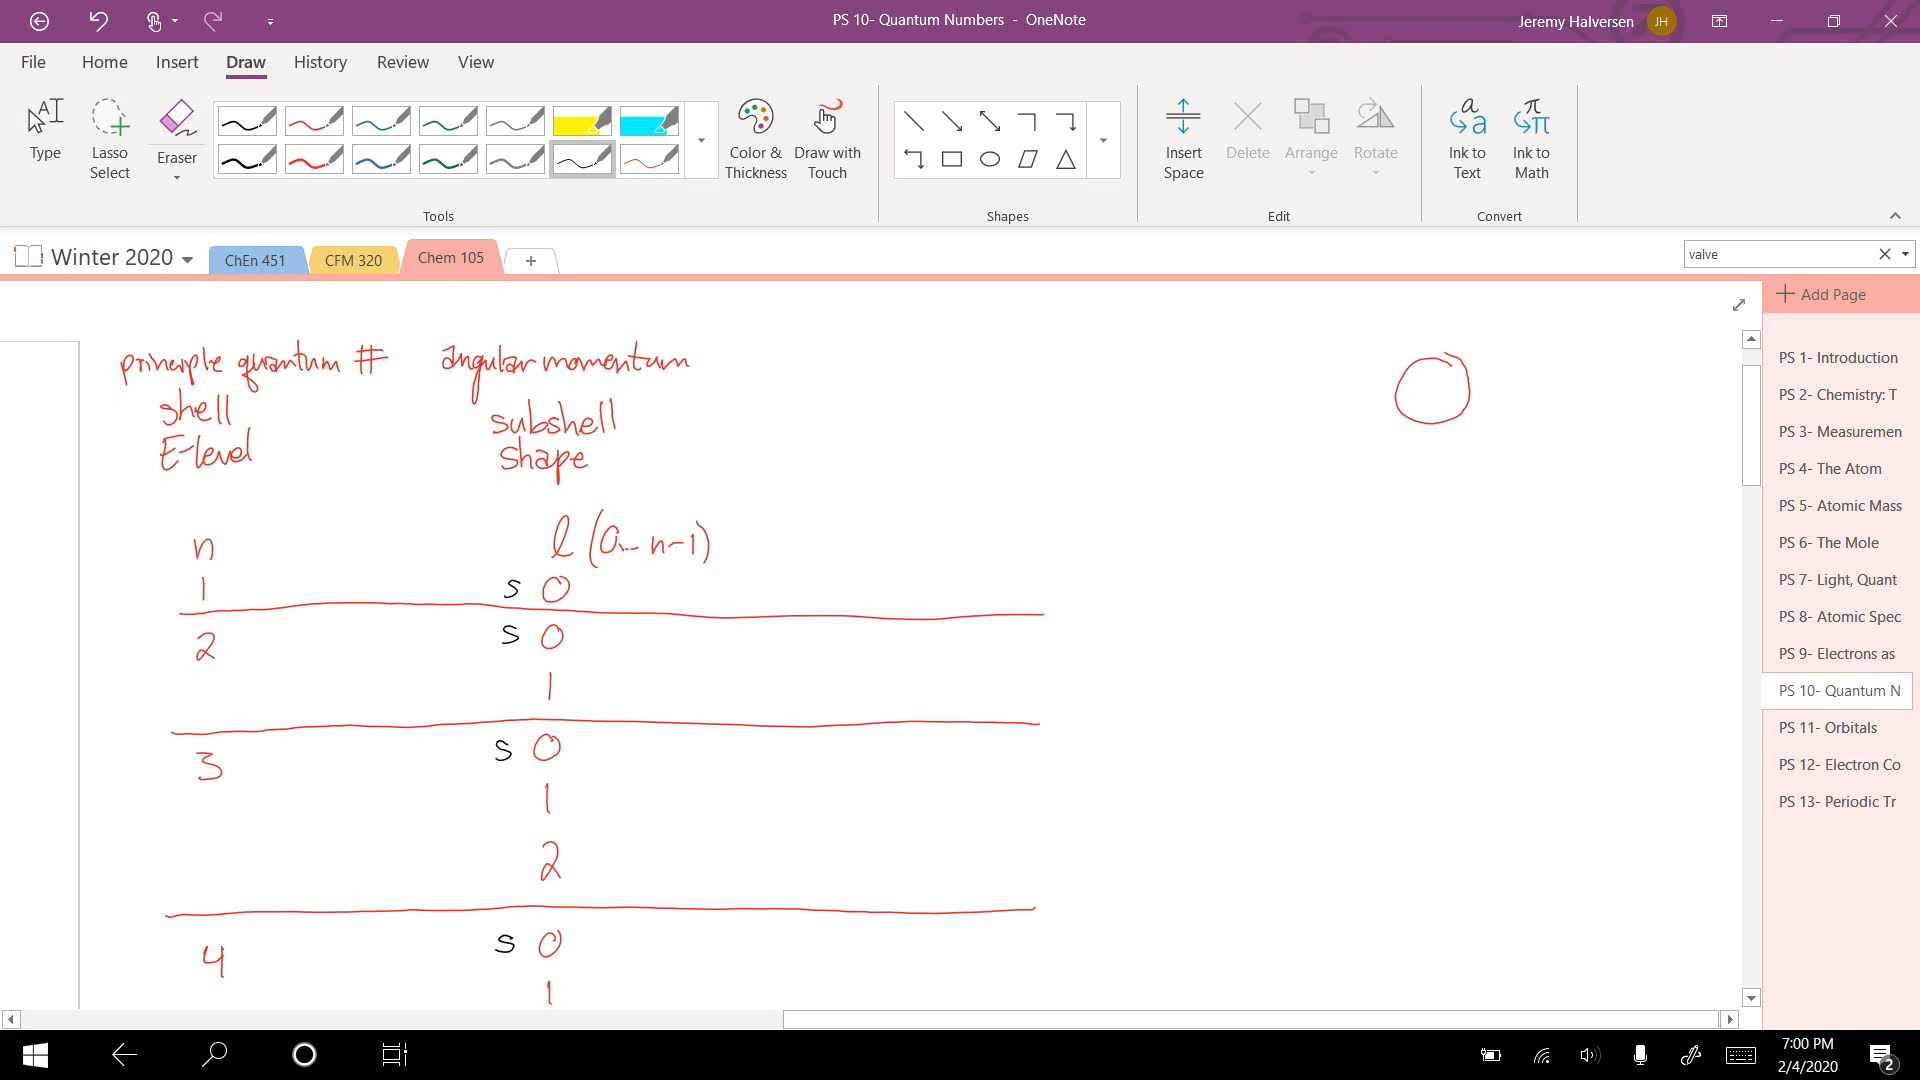 PS 10- Quantum Numbers - OneNote
Jeremy Halversen JH
File Home Insert Draw History Review View
Type
Lasso Select
Eraser
Color & Thickness
Draw with Touch
Insert Space
Delete
Arrange
Rotate
Ink to Text
Ink to Math
Tools Shapes Edit Convert
Winter 2020 ChEn 451 CFM 320 Chem 105 +
valve
Add Page
principle quantum # angular momentum
shell subshell
E-level shape
n l (0... n-1)
1 s 0
2 s 0
1
3 s 0
1
2
4 s 0
1
PS 1- Introduction
PS 2- Chemistry: T
PS 3- Measuremen
PS 4- The Atom
PS 5- Atomic Mass
PS 6- The Mole
PS 7- Light, Quant
PS 8- Atomic Spec
PS 9- Electrons as
PS 10- Quantum N
PS 11- Orbitals
PS 12- Electron Co
PS 13- Periodic Tr
7:00 PM
2/4/2020
2